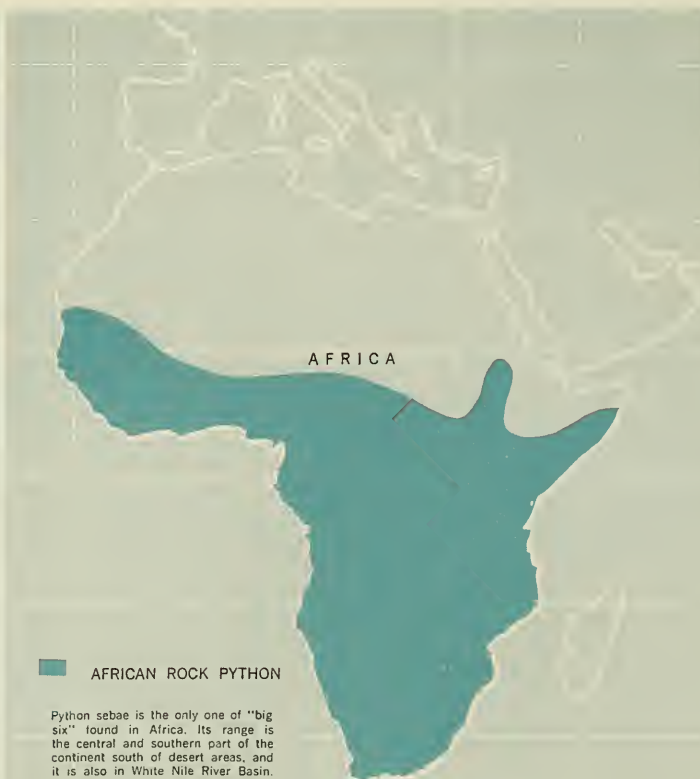 AFRICA
AFRICAN ROCK PYTHON
Python sebae is the only one of "big
six" found in Africa. Its range is
the central and southern part of the
continent south of desert areas, and
it is also in White Nile River Basin.